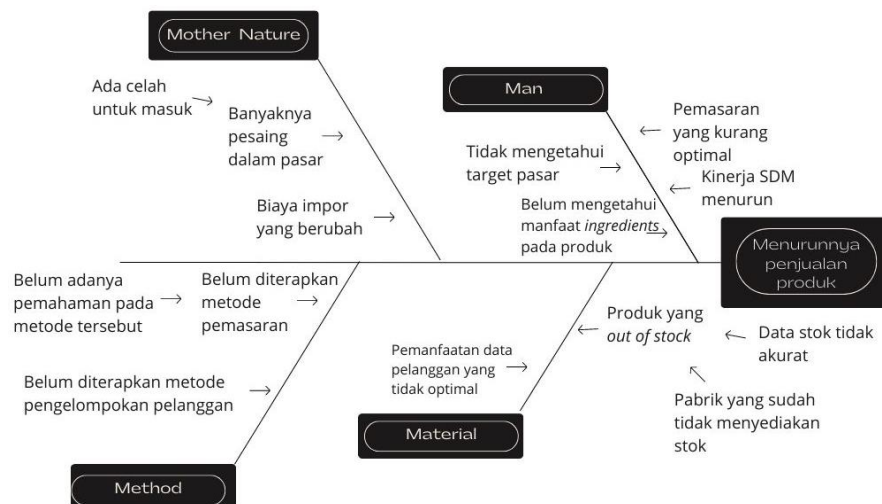 Mother Nature
Ada celah
untuk masuk
Banyaknya
pesaing
dalam pasar
Biaya impor
yang berubah
Man
Pemasaran
yang kurang
optimal
Tidak mengetahui
target pasar
Kinerja SDM
menurun
Belum mengetahui
manfaat ingredients
pada produk
Menurunnya
penjualan
produk
Belum adanya
pemahaman pada
metode tersebut
Belum diterapkan
metode
pemasaran
Belum diterapkan metode
pengelompokan pelanggan
Method
Pemanfaatan data
pelanggan yang
tidak optimal
Produk yang
out of stock
Data stok tidak
akurat
Pabrik yang sudah
tidak menyediakan
stok
Material